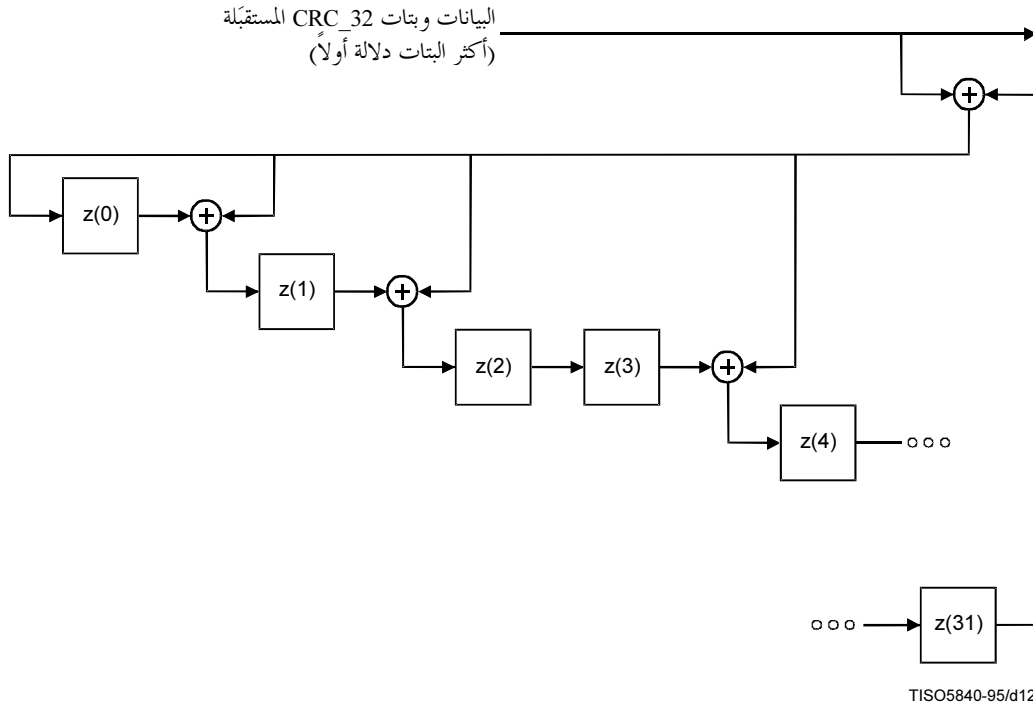 البيانات وبتات CRC_32 المستقبَلة
(أكثر البتات دلالة أولاً)
z(0)
z(1)
z(2)
z(3)
z(4)
z(31)
TISO5840-95/d12